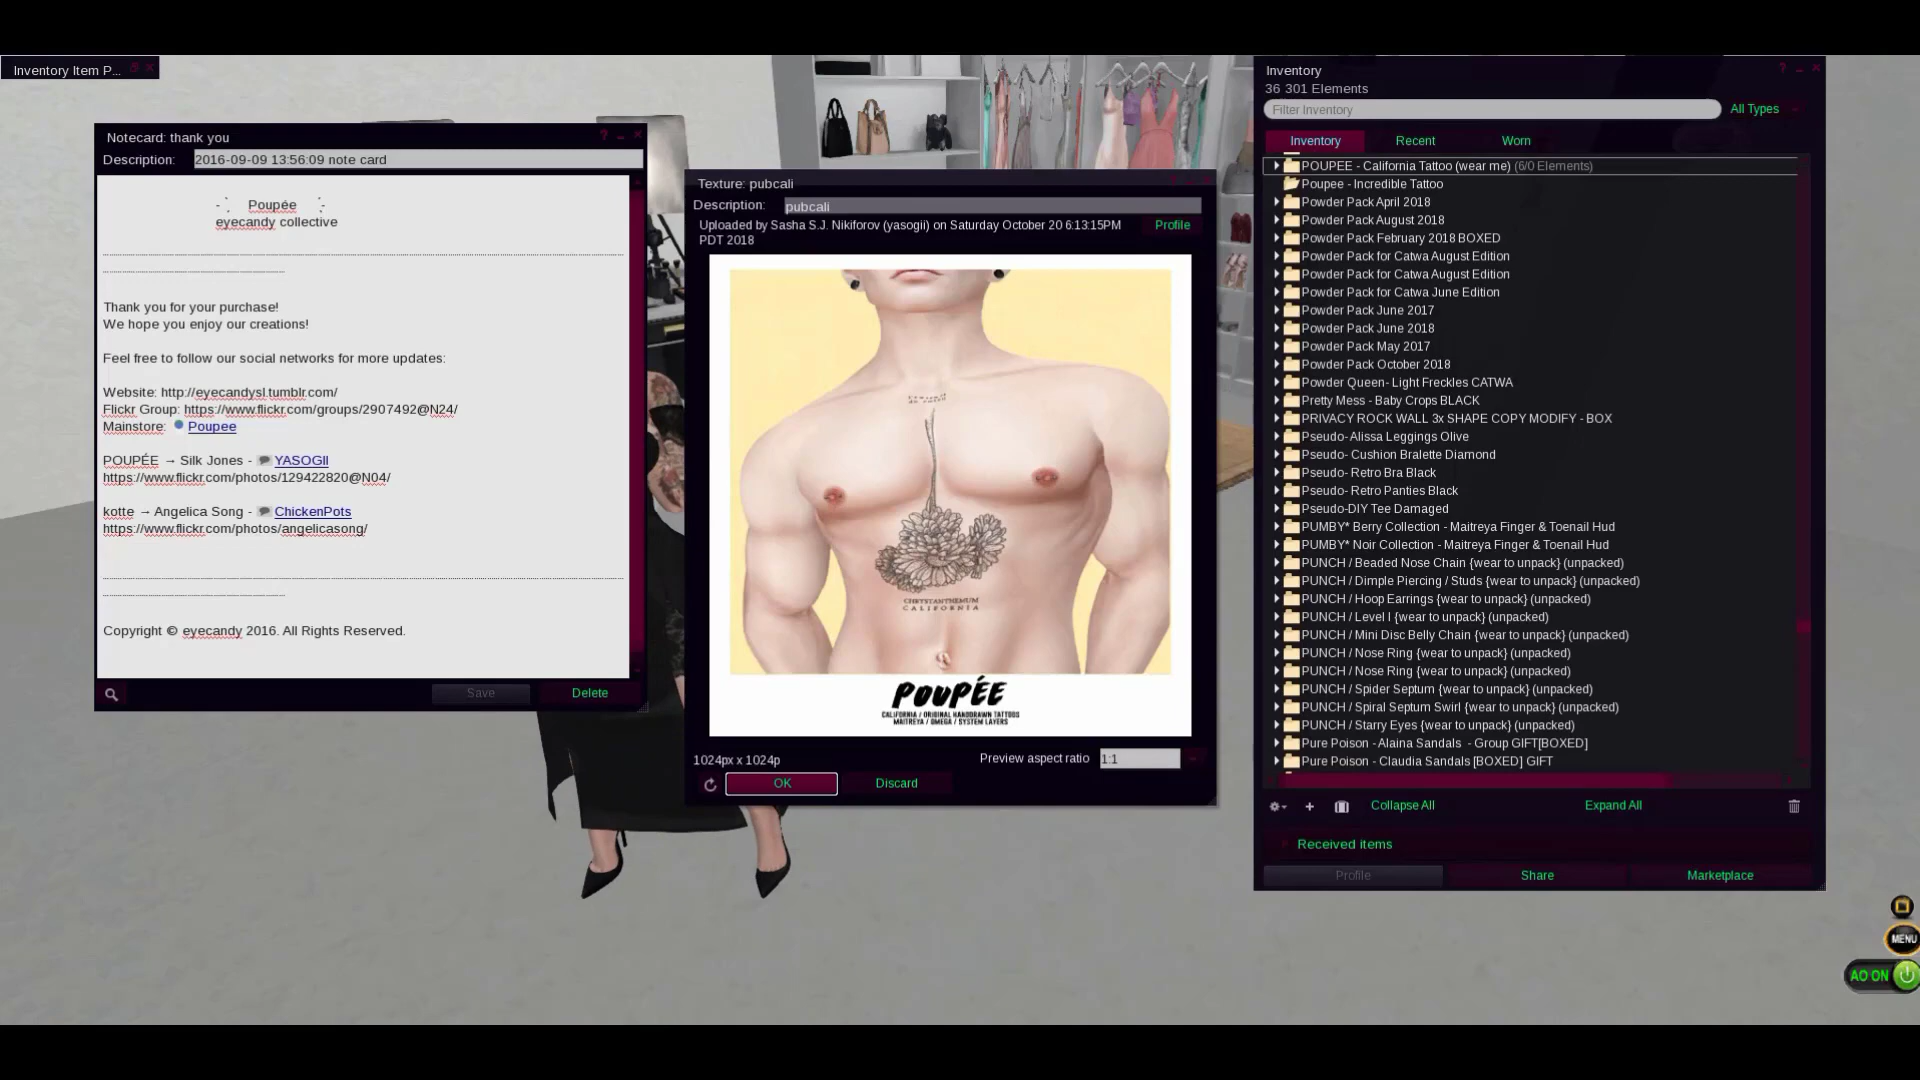 Inventory Item P...
Notecard: thank you
Description: 2016-09-09 13:56:09 note card
Poupée
eyecandy collective
Thank you for your purchase!
We hope you enjoy our creations!
Feel free to follow our social networks for more updates:
Website: http://eyecandysl.tumblr.com/
Flickr Group: https://www.flickr.com/groups/2907492@N24/
Mainstore: Poupee
POUPÉE → Silk Jones - YASOGII
https://www.flickr.com/photos/129422820@N04/
kotte → Angelica Song - ChickenPots
https://www.flickr.com/photos/angelicasong/
Copyright © eyecandy 2016. All Rights Reserved.
Save Delete
Texture: pubcali
Description: pubcali
Uploaded by Sasha S.J. Nikiforov (yasogii) on Saturday October 20 6:13:15PM
PDT 2018
Profile
CHRYSTANTHEMUM
CALIFORNIA
POUPÉE
CALIFORNIA / ORIGINAL HANDDRAWN TATTOOS
MAITREYA / OMEGA / SYSTEM LAYERS
1024px x 1024p
Preview aspect ratio 1:1
OK Discard
Inventory
36 301 Elements
Filter Inventory
All Types
Inventory Recent Worn
POUPEE - California Tattoo (wear me) (6/0 Elements)
Poupee - Incredible Tattoo
Powder Pack April 2018
Powder Pack August 2018
Powder Pack February 2018 BOXED
Powder Pack for Catwa August Edition
Powder Pack for Catwa August Edition
Powder Pack for Catwa June Edition
Powder Pack June 2017
Powder Pack June 2018
Powder Pack May 2017
Powder Pack October 2018
Powder Queen- Light Freckles CATWA
Pretty Mess - Baby Crops BLACK
PRIVACY ROCK WALL 3x SHAPE COPY MODIFY - BOX
Pseudo- Alissa Leggings Olive
Pseudo- Cushion Bralette Diamond
Pseudo- Retro Bra Black
Pseudo- Retro Panties Black
Pseudo-DIY Tee Damaged
PUMBY* Berry Collection - Maitreya Finger & Toenail Hud
PUMBY* Noir Collection - Maitreya Finger & Toenail Hud
PUNCH / Beaded Nose Chain {wear to unpack} (unpacked)
PUNCH / Dimple Piercing / Studs {wear to unpack} (unpacked)
PUNCH / Hoop Earrings {wear to unpack} (unpacked)
PUNCH / Level I {wear to unpack} (unpacked)
PUNCH / Mini Disc Belly Chain {wear to unpack} (unpacked)
PUNCH / Nose Ring {wear to unpack} (unpacked)
PUNCH / Nose Ring {wear to unpack} (unpacked)
PUNCH / Spider Septum {wear to unpack} (unpacked)
PUNCH / Spiral Septum Swirl {wear to unpack} (unpacked)
PUNCH / Starry Eyes {wear to unpack} (unpacked)
Pure Poison - Alaina Sandals - Group GIFT[BOXED]
Pure Poison - Claudia Sandals [BOXED] GIFT
Collapse All Expand All
Received items
Profile Share Marketplace
MENU
AO ON